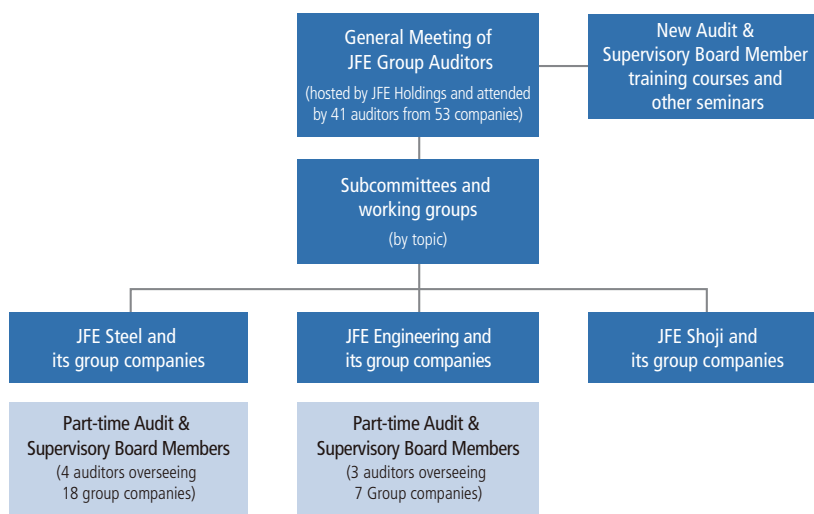 General Meeting of
JFE Group Auditors
(hosted by JFE Holdings and attended
by 41 auditors from 53 companies)
New Audit &
Supervisory Board Member
training courses and
other seminars
Subcommittees and
working groups
(by topic)
JFE Steel and
its group companies
JFE Engineering and
its group companies
JFE Shoji and
its group companies
Part-time Audit &
Supervisory Board Members
(4 auditors overseeing
18 group companies)
Part-time Audit &
Supervisory Board Members
(3 auditors overseeing
7 Group companies)